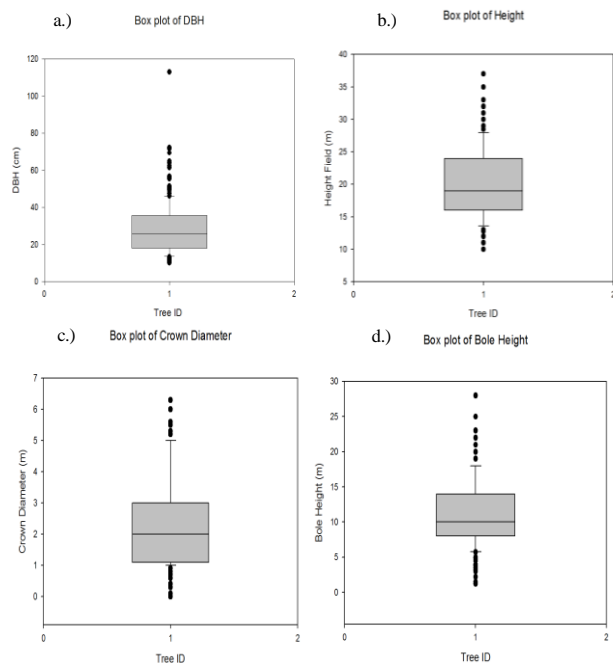 a.)
Box plot of DBH
120
100
80
60
40
20
0
DBH (cm)
0
1
2
Tree ID
b.)
Box plot of Height
40
35
30
25
20
15
10
5
Height Field (m)
0
1
2
Tree ID
c.)
Box plot of Crown Diameter
7
6
5
4
3
2
1
0
Crown Diameter (m)
0
1
2
Tree ID
d.)
Box plot of Bole Height
30
25
20
15
10
5
0
Bole Height (m)
0
1
2
Tree ID